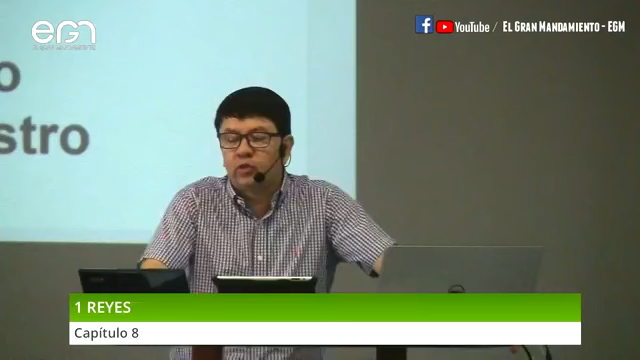 EGM
YouTube / EL GRAN MANDAMIENTO - EGM
o
stro
1 REYES
Capítulo 8